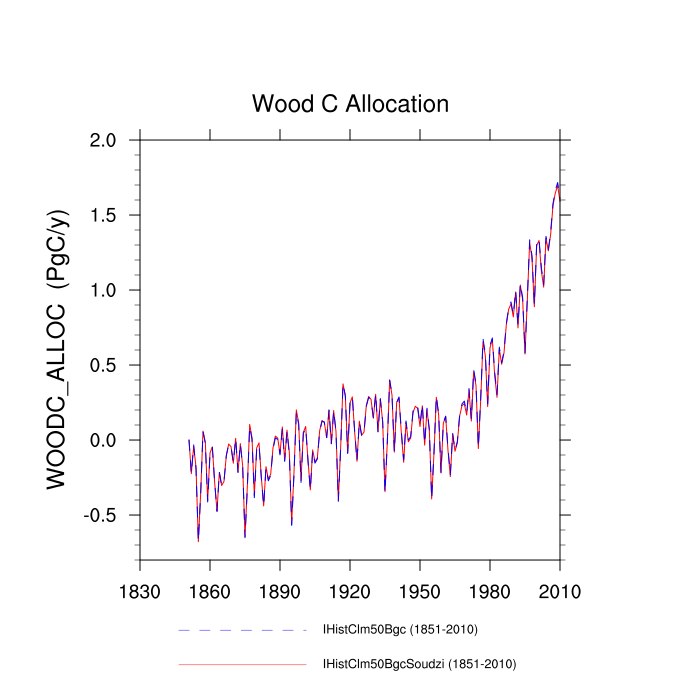 Wood C Allocation
WOODC_ALLOC (PgC/y)
2.0
1.5
1.0
0.5
0.0
-0.5
1830 1860 1890 1920 1950 1980 2010
IHistClm50Bgc (1851-2010)
IHistClm50BgcSoudzi (1851-2010)